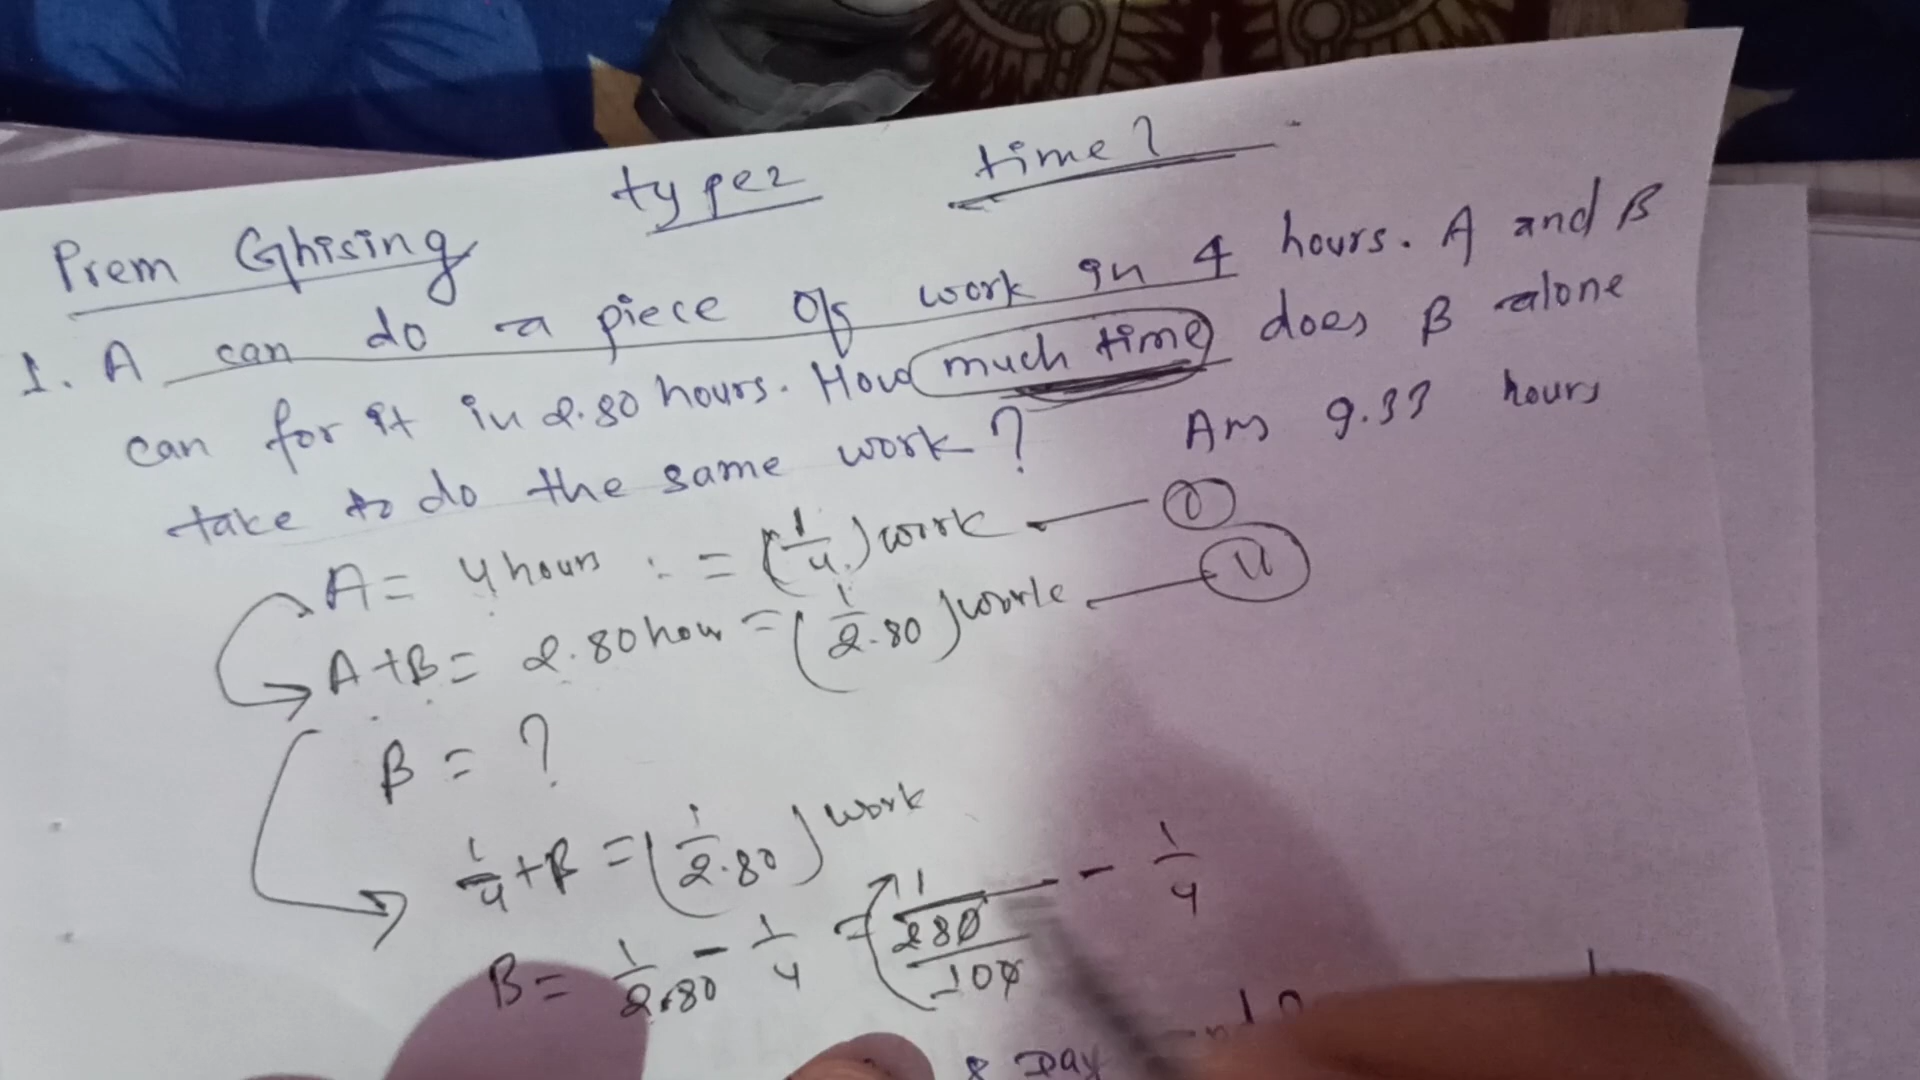 type2 time?
Prem Ghising
1. A can do a piece of work in 4 hours. A and B
can for it in 2.80 hours. How much time does B alone
take to do the same work? Ans 9.33 hours
A = 4 hours = (1/4) work — (I)
A+B = 2.80 hour = (1/2.80) work — (II)
B = ?
1/4 + B = (1/2.80) work
B = 1/2.80 - 1/4 = (1/(280/100) - 1/4
8 Day